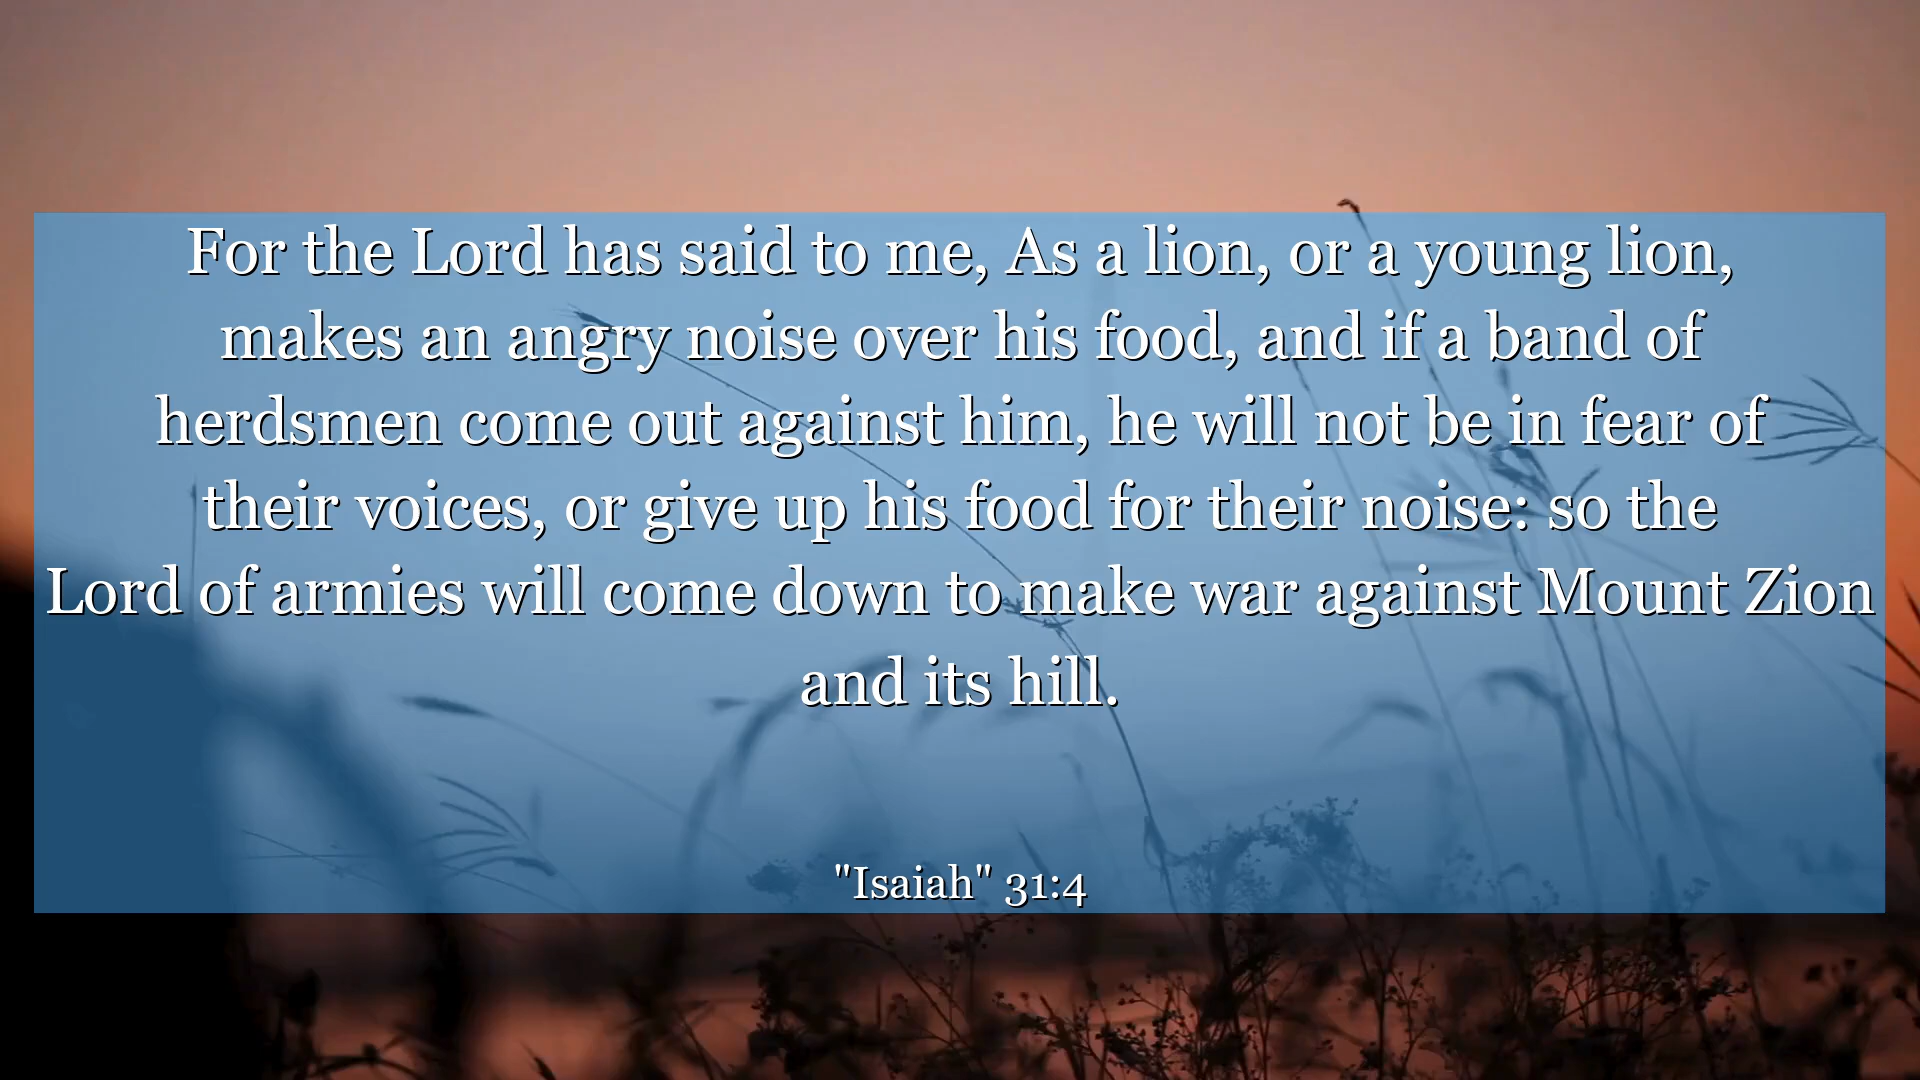 For the Lord has said to me, As a lion, or a young lion,
makes an angry noise over his food, and if a band of
herdsmen come out against him, he will not be in fear of
their voices, or give up his food for their noise: so the
Lord of armies will come down to make war against Mount Zion
and its hill.
"Isaiah" 31:4